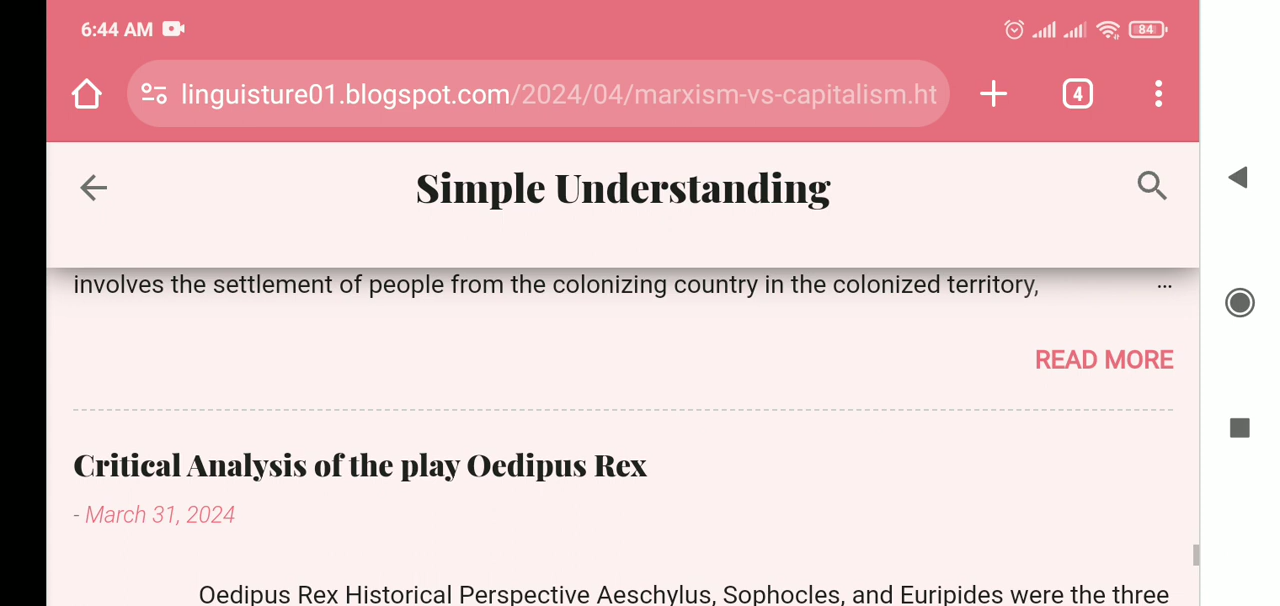 6:44 AM
84
linguisture01.blogspot.com/2024/04/marxism-vs-capitalism.ht
4
Simple Understanding
involves the settlement of people from the colonizing country in the colonized territory, ...
READ MORE
Critical Analysis of the play Oedipus Rex
- March 31, 2024
Oedipus Rex Historical Perspective Aeschylus, Sophocles, and Euripides were the three